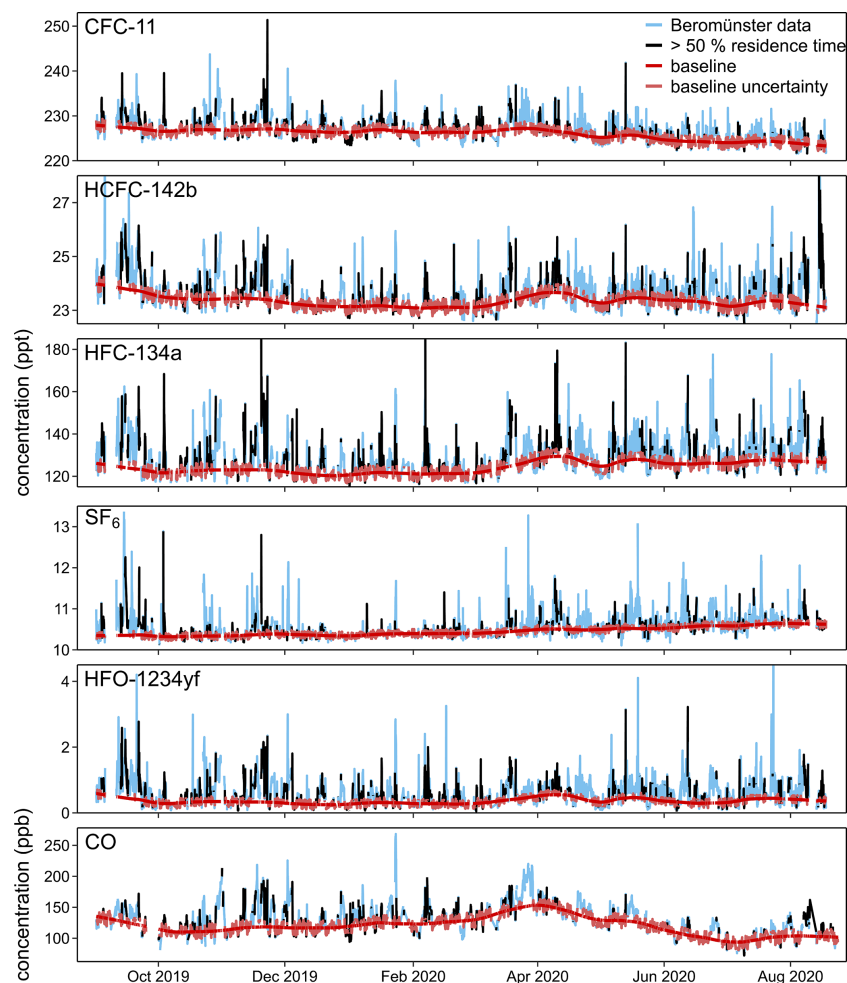 CFC-11
250
240
230
220
Beromünster data
> 50 % residence time
baseline
baseline uncertainty
HCFC-142b
27
25
23
concentration (ppt)
HFC-134a
180
160
140
120
SF₆
13
12
11
10
HFO-1234yf
4
2
0
concentration (ppb)
CO
250
200
150
100
Oct 2019 Dec 2019 Feb 2020 Apr 2020 Jun 2020 Aug 2020